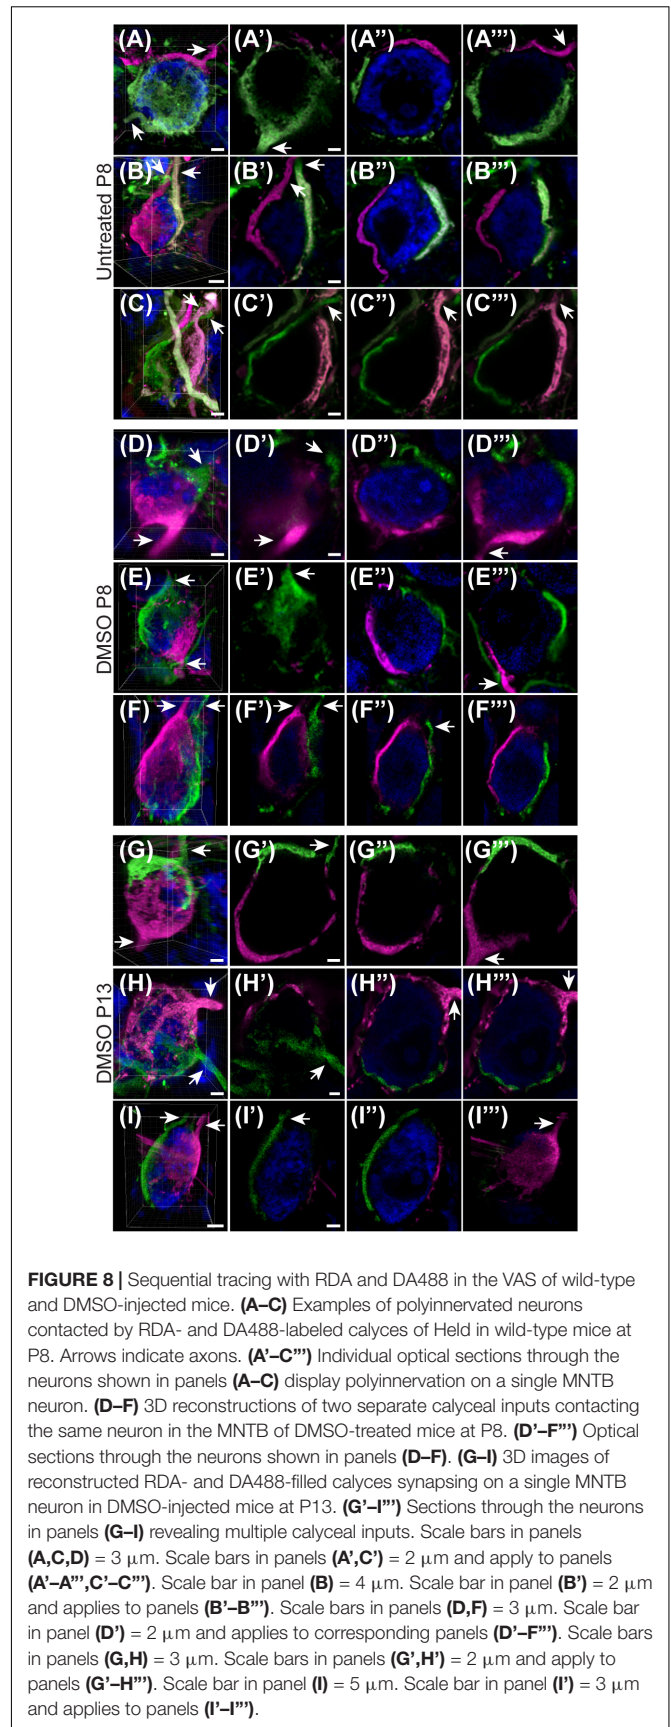 (A) (A') (A'') (A''')
(B) (B') (B'') (B''')
Untreated P8
(C) (C') (C'') (C''')
(D) (D') (D'') (D''')
(E) (E') (E'') (E''')
DMSO P8
(F) (F') (F'') (F''')
(G) (G') (G'') (G''')
(H) (H') (H'') (H''')
DMSO P13
(I) (I') (I'') (I''')
FIGURE 8 | Sequential tracing with RDA and DA488 in the VAS of wild-type
and DMSO-injected mice. (A–C) Examples of polyinnervated neurons
contacted by RDA- and DA488-labeled calyces of Held in wild-type mice at
P8. Arrows indicate axons. (A'–C''') Individual optical sections through the
neurons shown in panels (A–C) display polyinnervation on a single MNTB
neuron. (D–F) 3D reconstructions of two separate calyceal inputs contacting
the same neuron in the MNTB of DMSO-treated mice at P8. (D'–F''') Optical
sections through the neurons shown in panels (D–F). (G–I) 3D images of
reconstructed RDA- and DA488-filled calyces synapsing on a single MNTB
neuron in DMSO-injected mice at P13. (G'–I''') Sections through the neurons
in panels (G–I) revealing multiple calyceal inputs. Scale bars in panels
(A,C,D) = 3 μm. Scale bars in panels (A',C') = 2 μm and apply to panels
(A'–A''',C'–C'''). Scale bar in panel (B) = 4 μm. Scale bar in panel (B') = 2 μm
and applies to panels (B'–B'''). Scale bars in panels (D,F) = 3 μm. Scale bar
in panel (D') = 2 μm and applies to corresponding panels (D'–F'''). Scale bars
in panels (G,H) = 3 μm. Scale bars in panels (G',H') = 2 μm and apply to
panels (G'–H'''). Scale bar in panel (I) = 5 μm. Scale bar in panel (I') = 3 μm
and applies to panels (I'–I''').